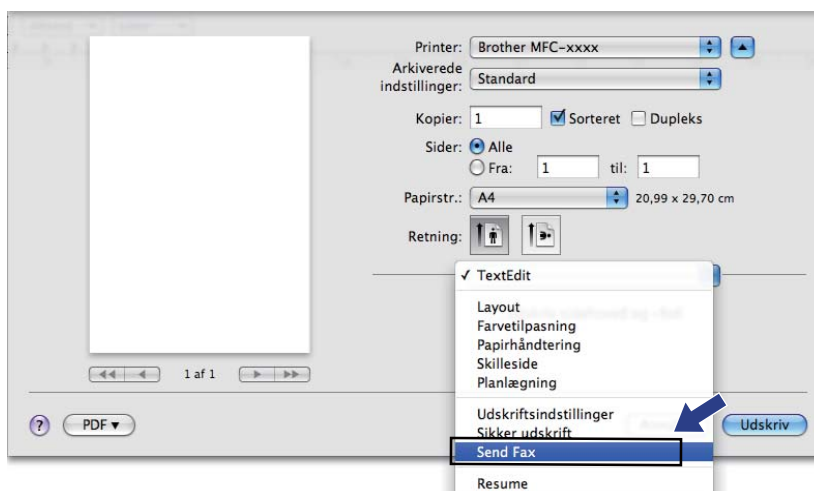 Printer: Brother MFC-xxxx
Arkiverede
indstillinger: Standard
Kopier: 1 Sorteret Dupleks
Sider: Alle
Fra: 1 til: 1
Papirstr.: A4 20,99 x 29,70 cm
Retning:
✓ TextEdit
Layout
Farvetilpasning
Papirhåndtering
Skilleside
Planlægning
1 af 1
Udskriftsindstillinger
Sikker udskrift
Send Fax
Resume
? PDF ▼ Udskriv